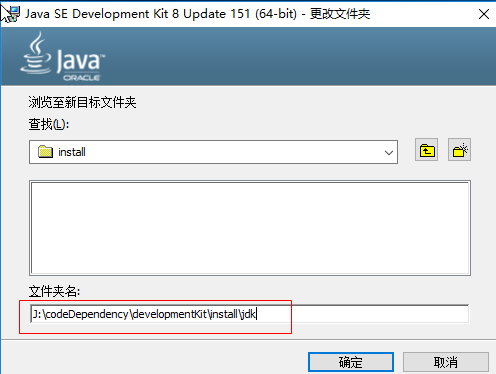 Java SE Development Kit 8 Update 151 (64-bit) - 更改文件夹
Java
ORACLE
浏览至新目标文件夹
查找(L):
install
文件夹名:
J:\codeDependency\developmentKit\install\jdk
确定
取消